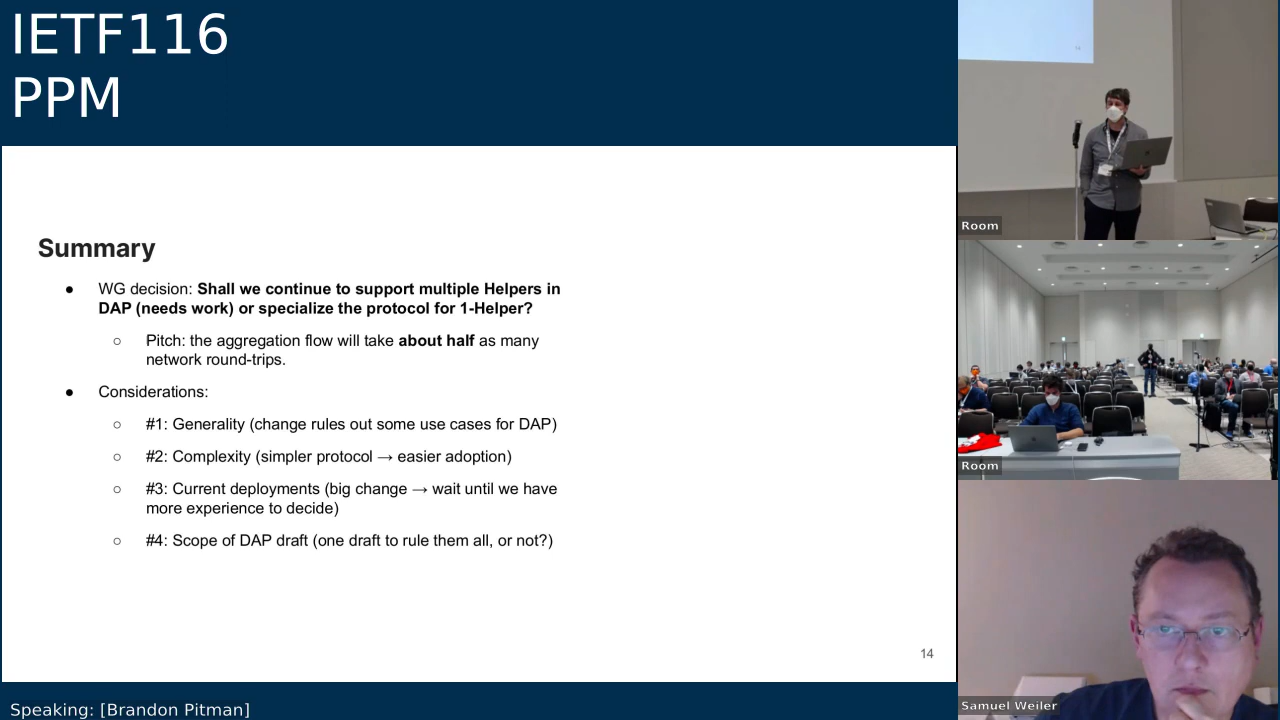 IETF116
PPM
Summary
● WG decision: Shall we continue to support multiple Helpers in
DAP (needs work) or specialize the protocol for 1-Helper?
○ Pitch: the aggregation flow will take about half as many
network round-trips.
● Considerations:
○ #1: Generality (change rules out some use cases for DAP)
○ #2: Complexity (simpler protocol → easier adoption)
○ #3: Current deployments (big change → wait until we have
more experience to decide)
○ #4: Scope of DAP draft (one draft to rule them all, or not?)
14
Speaking: [Brandon Pitman]
Room
Room
Samuel Weiler